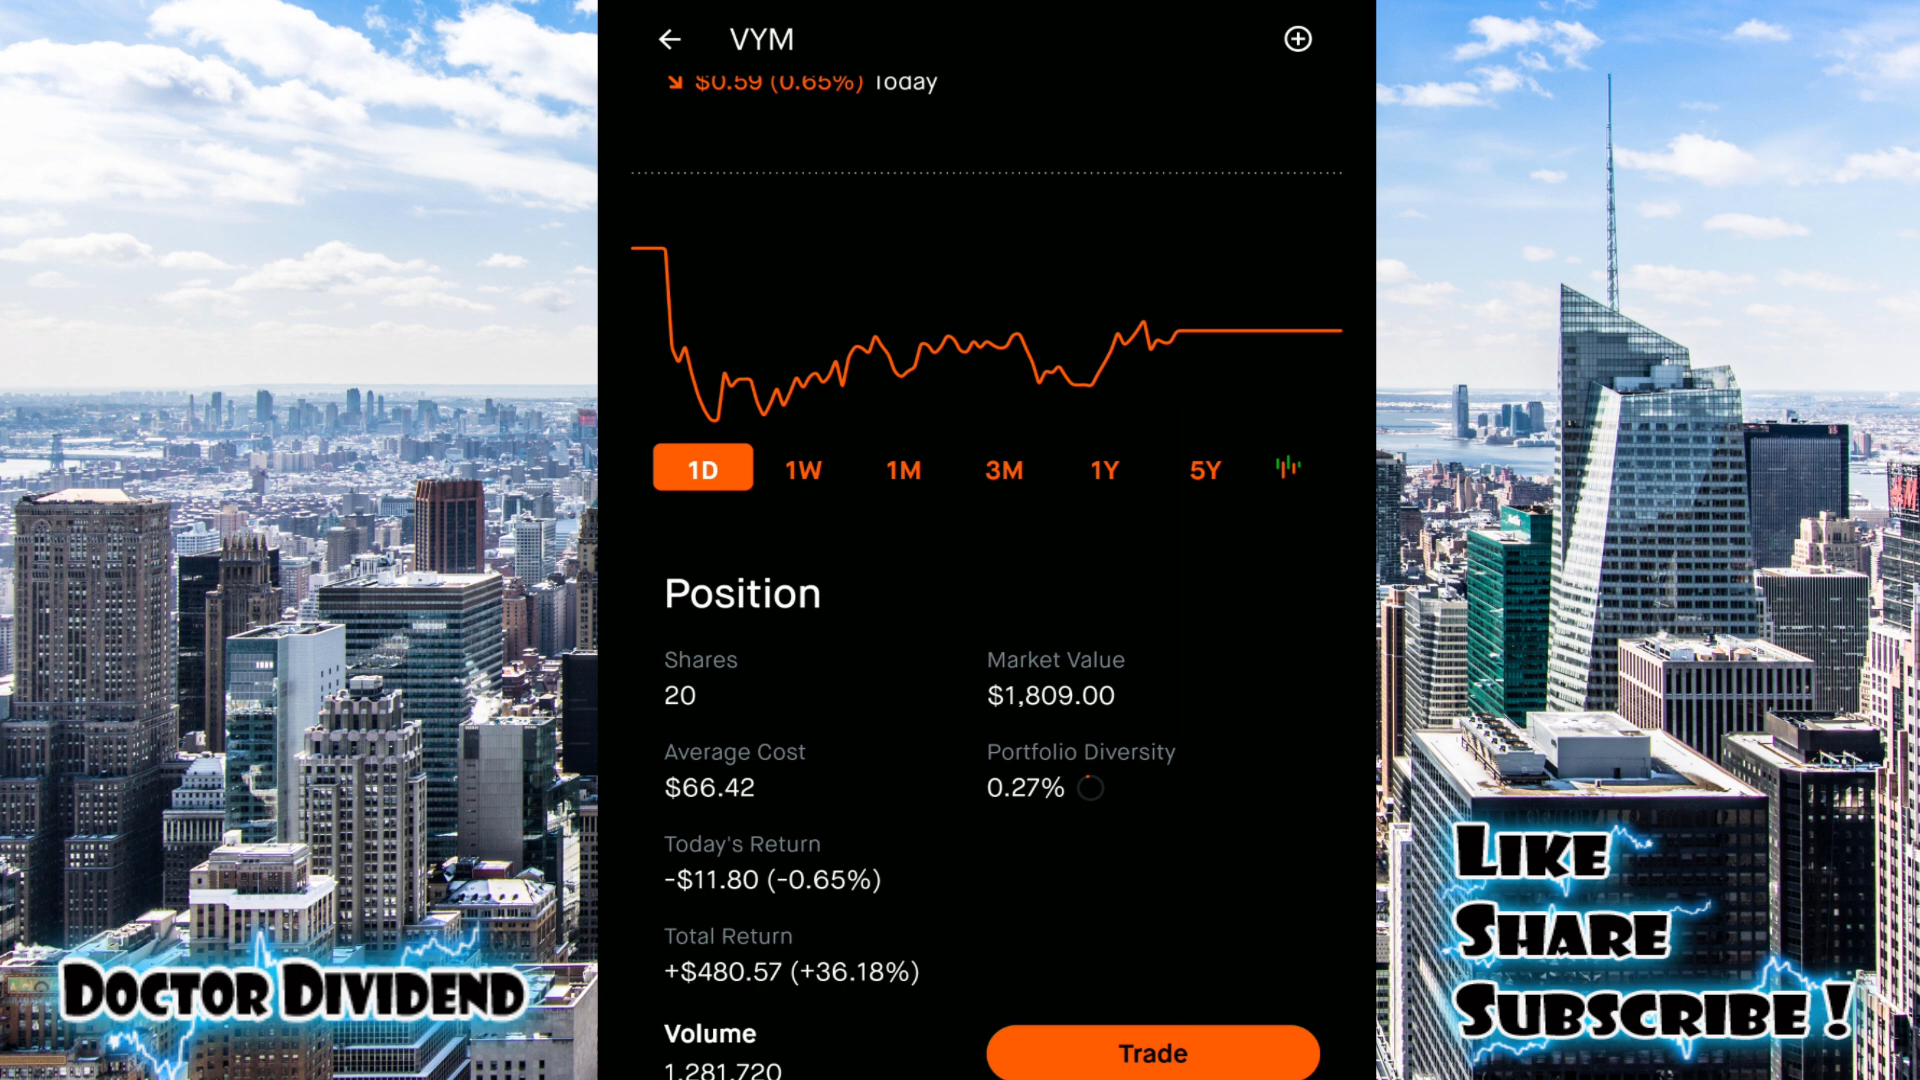 VYM
$0.59 (0.65%) Today
1D 1W 1M 3M 1Y 5Y
Position
Shares
20
Market Value
$1,809.00
Average Cost
$66.42
Portfolio Diversity
0.27%
Today's Return
-$11.80 (-0.65%)
Total Return
+$480.57 (+36.18%)
Volume
1,281,720
Trade
DOCTOR DIVIDEND
LIKE
SHARE
SUBSCRIBE !